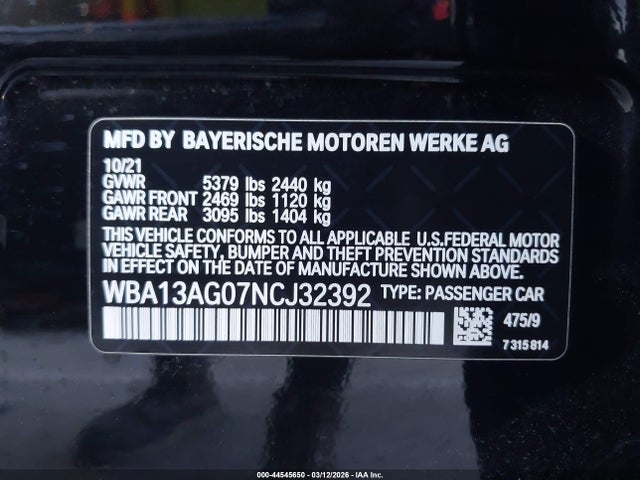 MFD BY BAYERISCHE MOTOREN WERKE AG
10/21
GVWR 5379 lbs 2440 kg
GAWR FRONT 2469 lbs 1120 kg
GAWR REAR 3095 lbs 1404 kg
THIS VEHICLE CONFORMS TO ALL APPLICABLE U.S.FEDERAL MOTOR
VEHICLE SAFETY, BUMPER AND THEFT PREVENTION STANDARDS
IN EFFECT ON THE DATE OF MANUFACTURE SHOWN ABOVE.
WBA13AG07NCJ32392 TYPE: PASSENGER CAR
475/9
7 315 814
000-44545650 - 03/12/2026 - IAA Inc.